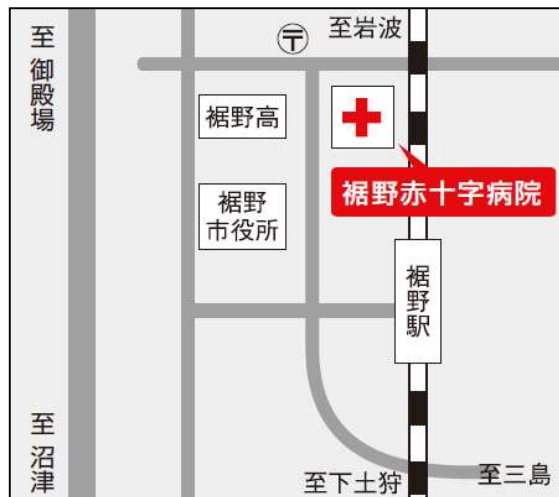 至御殿場
〒
至岩波
裾野高
裾野赤十字病院
裾野
市役所
裾野駅
至沼津
至下土狩
至三島